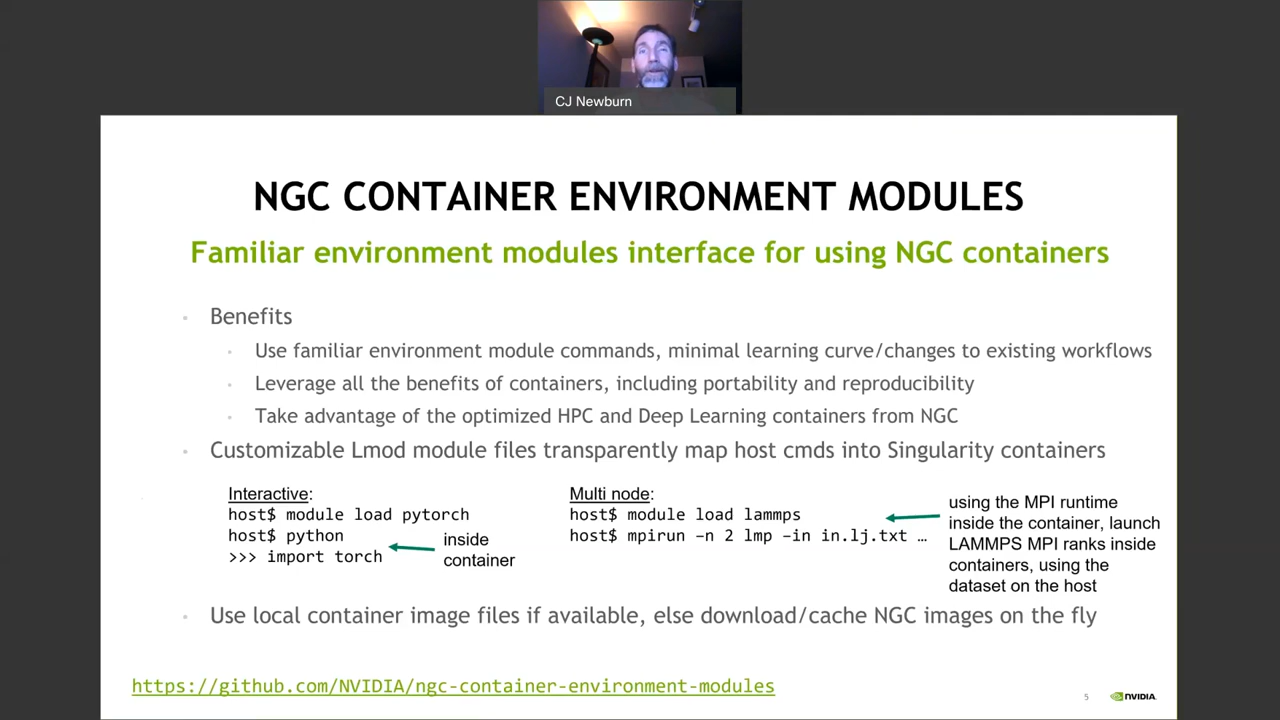 CJ Newburn
NGC CONTAINER ENVIRONMENT MODULES
Familiar environment modules interface for using NGC containers
Benefits
Use familiar environment module commands, minimal learning curve/changes to existing workflows
Leverage all the benefits of containers, including portability and reproducibility
Take advantage of the optimized HPC and Deep Learning containers from NGC
Customizable Lmod module files transparently map host cmds into Singularity containers
Interactive:
host$ module load pytorch
host$ python
>>> import torch
inside
container
Multi node:
host$ module load lammps
host$ mpirun -n 2 lmp -in in.lj.txt …
using the MPI runtime
inside the container, launch
LAMMPS MPI ranks inside
containers, using the
dataset on the host
Use local container image files if available, else download/cache NGC images on the fly
https://github.com/NVIDIA/ngc-container-environment-modules
5
NVIDIA.